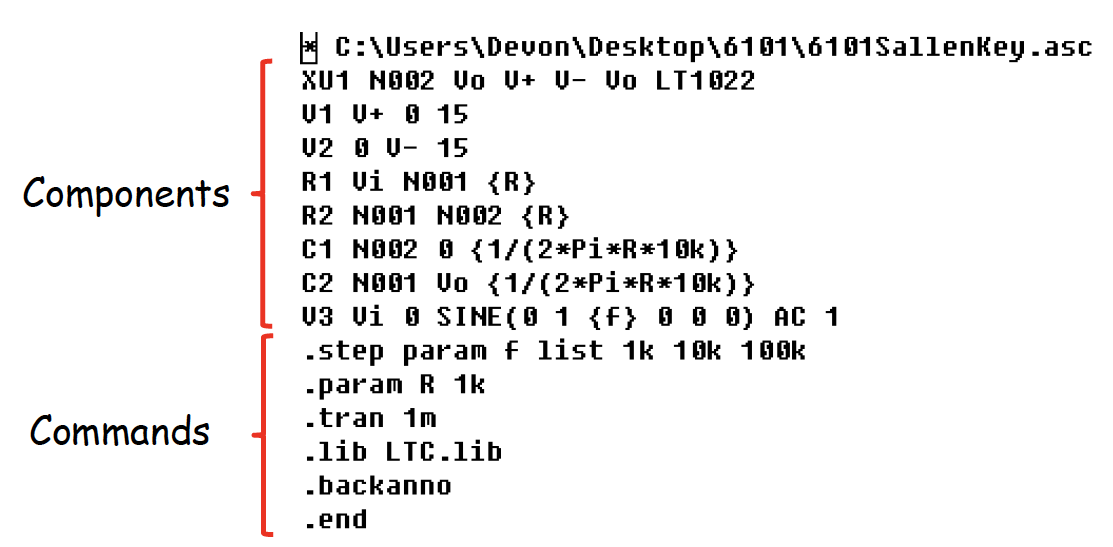 * C:\Users\Devon\Desktop\6101\6101SallenKey.asc
XU1 N002 Vo V+ V- Vo LT1022
V1 V+ 0 15
V2 0 V- 15
Components
R1 Vi N001 {R}
R2 N001 N002 {R}
C1 N002 0 {1/(2*Pi*R*10k)}
C2 N001 Vo {1/(2*Pi*R*10k)}
V3 Vi 0 SINE(0 1 {f} 0 0 0) AC 1
.step param f list 1k 10k 100k
.param R 1k
.tran 1m
Commands
.lib LTC.lib
.backanno
.end